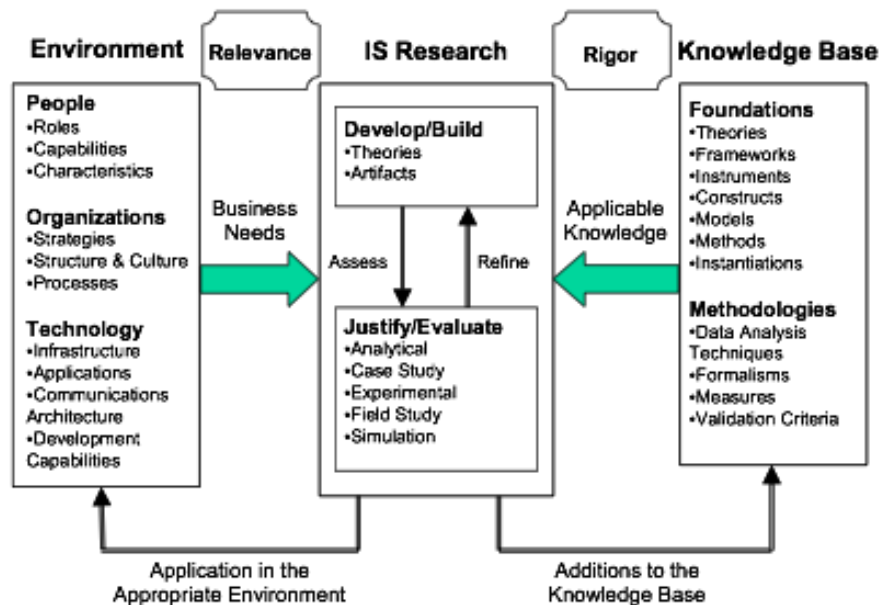 Environment
Relevance
IS Research
Rigor
Knowledge Base
People
•Roles
•Capabilities
•Characteristics
Organizations
•Strategies
•Structure & Culture
•Processes
Technology
•Infrastructure
•Applications
•Communications
Architecture
•Development
Capabilities
Business
Needs
Develop/Build
•Theories
•Artifacts
Assess
Refine
Justify/Evaluate
•Analytical
•Case Study
•Experimental
•Field Study
•Simulation
Applicable
Knowledge
Foundations
•Theories
•Frameworks
•Instruments
•Constructs
•Models
•Methods
•Instantiations
Methodologies
•Data Analysis
Techniques
•Formalisms
•Measures
•Validation Criteria
Application in the
Appropriate Environment
Additions to the
Knowledge Base